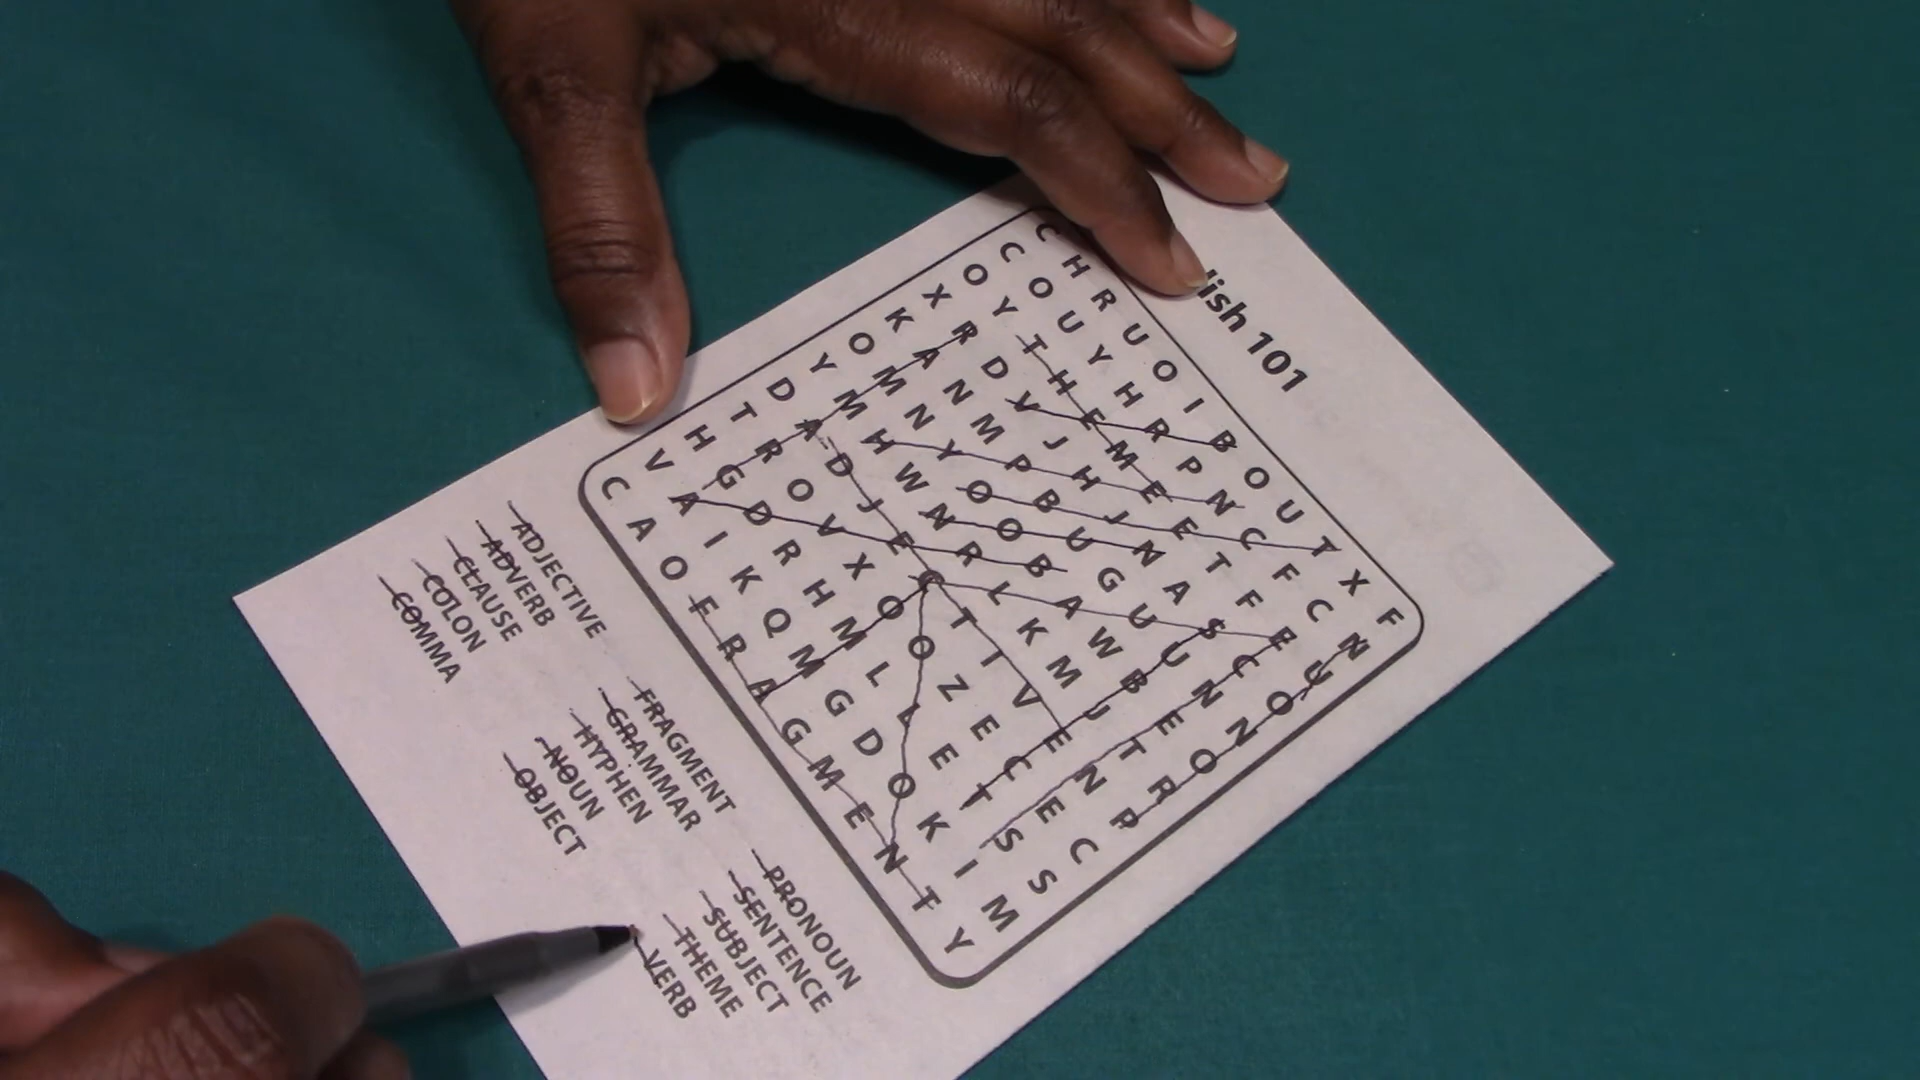 lish 101
C H R U O I B O U T X F
C O U Y H R P N C F C N
O Y T H E M E E T F E U
X R D V J H J N A S C O
K A N M P B U G U U N N
O M N Y O O B A W B E O
Y M H W N R L K M J T R
D A D J E C T I V E N P
T R O V X O O Z E C E C
H G D R H M L L E T S S
V A I K Q M G D O K I M
C A O F R A G M E N T Y
ADJECTIVE FRAGMENT PRONOUN
ADVERB GRAMMAR SENTENCE
CLAUSE HYPHEN SUBJECT
COLON NOUN THEME
COMMA OBJECT VERB